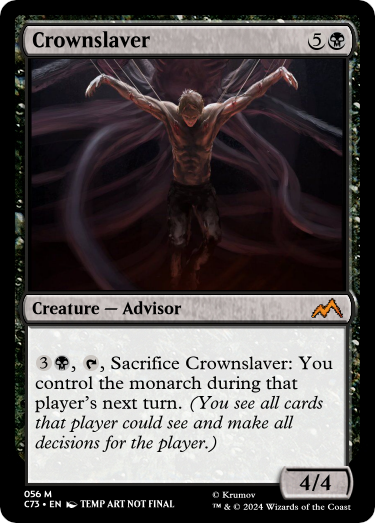 Crownslaver 5
Creature — Advisor
3, , Sacrifice Crownslaver: You
control the monarch during that
player's next turn. (You see all cards
that player could see and make all
decisions for the player.)
4/4
056 M
C73 • EN TEMP ART NOT FINAL
© Krumov
™ & © 2024 Wizards of the Coast